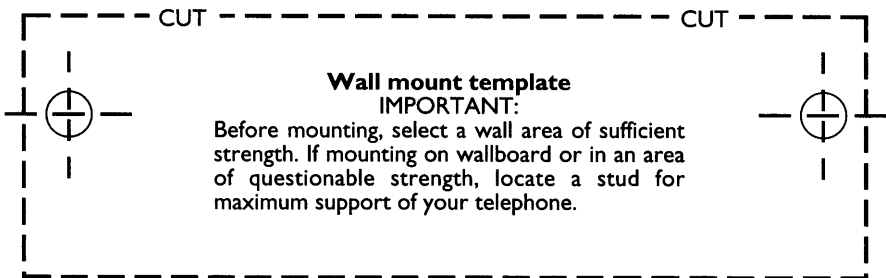 CUT CUT
Wall mount template
IMPORTANT:
Before mounting, select a wall area of sufficient
strength. If mounting on wallboard or in an area
of questionable strength, locate a stud for
maximum support of your telephone.